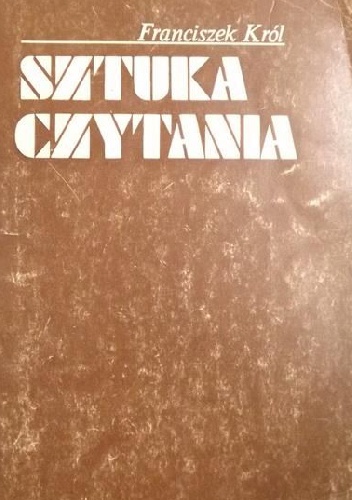 Franciszek Król
SZTUKA
CZYTANIA